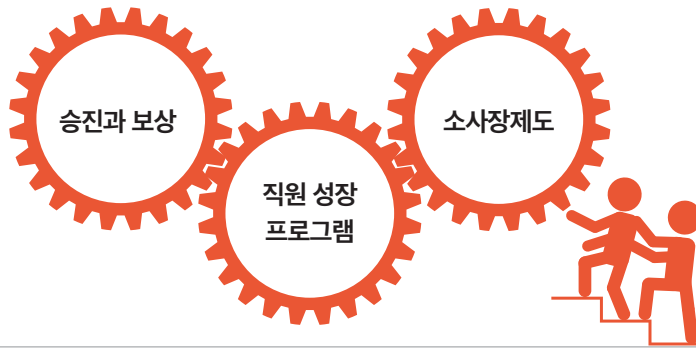 승진과 보상
직원 성장
프로그램
소사장제도